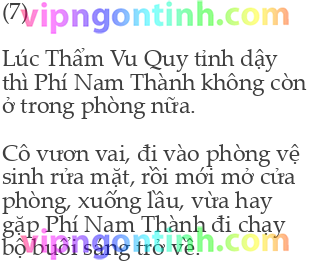 (7)
vipngontinh.com
Lúc Thẩm Vu Quy tỉnh dậy
thì Phí Nam Thành không còn
ở trong phòng nữa.
Cô vươn vai, đi vào phòng vệ
sinh rửa mặt, rồi mới mở cửa
phòng, xuống lầu, vừa hay
gặp Phí Nam Thành đi chạy
bộ buổi sáng trở về.
vipngontinh.com